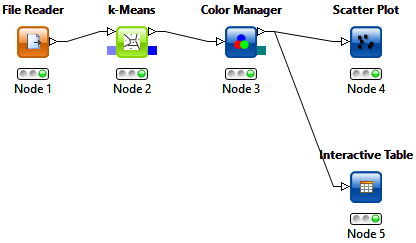 File Reader
k-Means
Color Manager
Scatter Plot
Node 1
Node 2
Node 3
Node 4
Interactive Table
Node 5